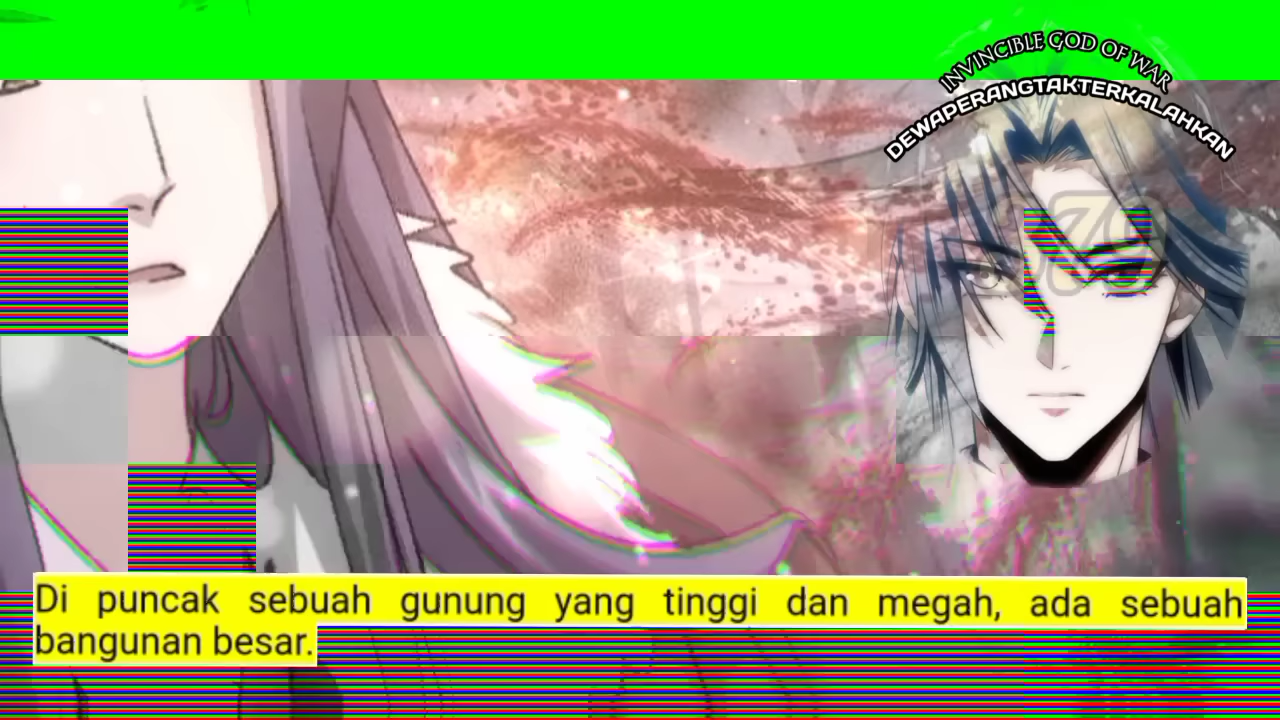 INVINCIBLE GOD OF WAR
DEWAPERANGTAKTERKALAHKAN
Di puncak sebuah gunung yang tinggi dan megah, ada sebuah
bangunan besar.